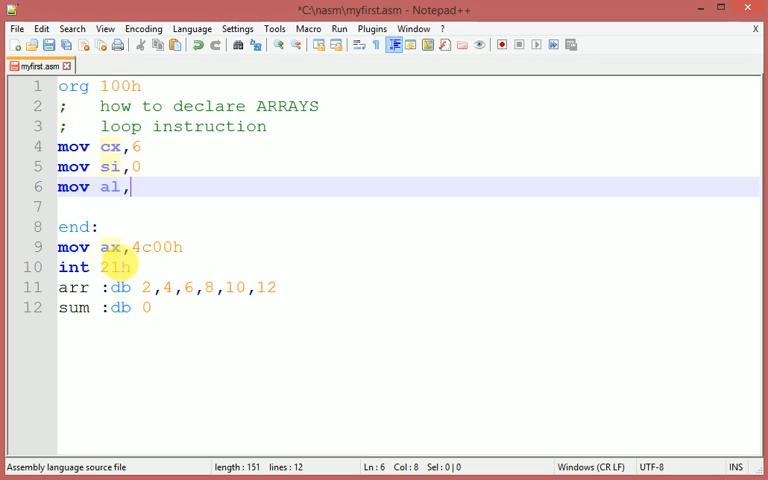 *C:\nasm\myfirst.asm - Notepad++
File Edit Search View Encoding Language Settings Tools Macro Run Plugins Window ? X
myfirst.asm
1 org 100h
2 ; how to declare ARRAYS
3 ; loop instruction
4 mov cx,6
5 mov si,0
6 mov al,
7
8 end:
9 mov ax,4c00h
10 int 21h
11 arr :db 2,4,6,8,10,12
12 sum :db 0
Assembly language source file length : 151 lines : 12 Ln : 6 Col : 8 Sel : 0 | 0 Windows (CR LF) UTF-8 INS